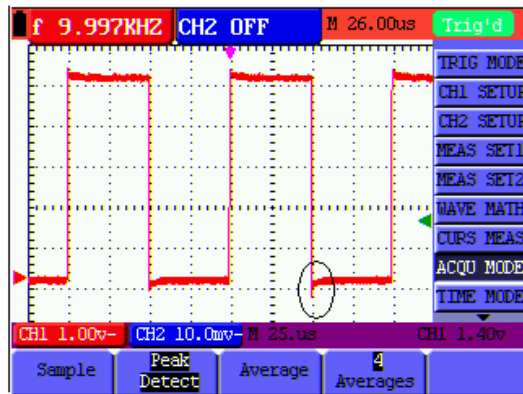 f 9.997KHZ CH2 OFF M 26.00us Trig'd
TRIG MODE
CH1 SETUP
CH2 SETUP
MEAS SET1
MEAS SET2
WAVE MATH
CURS MEAS
ACQU MODE
TIME MODE
CH1 1.00v- CH2 10.0mv- M 25.us CH1 1.40v
Sample
Peak
Detect
Average
4
Averages